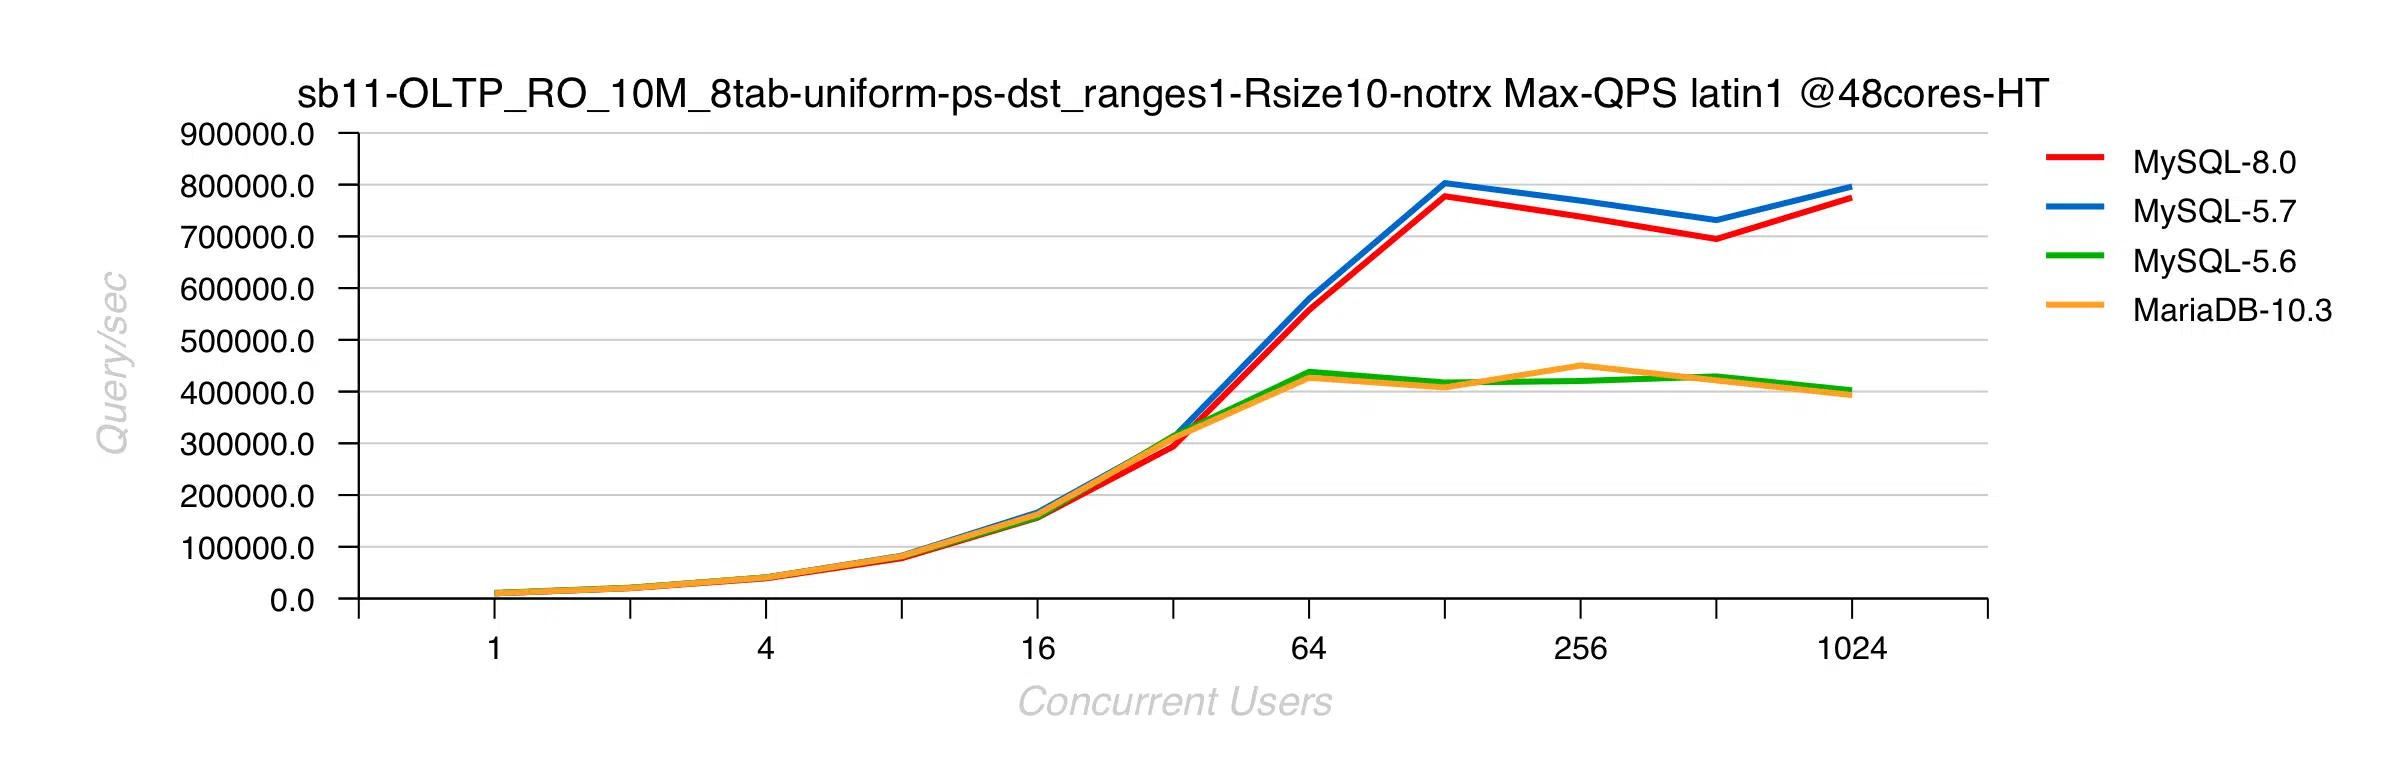 sb11-OLTP_RO_10M_8tab-uniform-ps-dst_ranges1-Rsize10-notrx Max-QPS latin1 @48cores-HT
900000.0
800000.0
700000.0
600000.0
500000.0
400000.0
300000.0
200000.0
100000.0
0.0
Query/sec
1 4 16 64 256 1024
Concurrent Users
MySQL-8.0
MySQL-5.7
MySQL-5.6
MariaDB-10.3